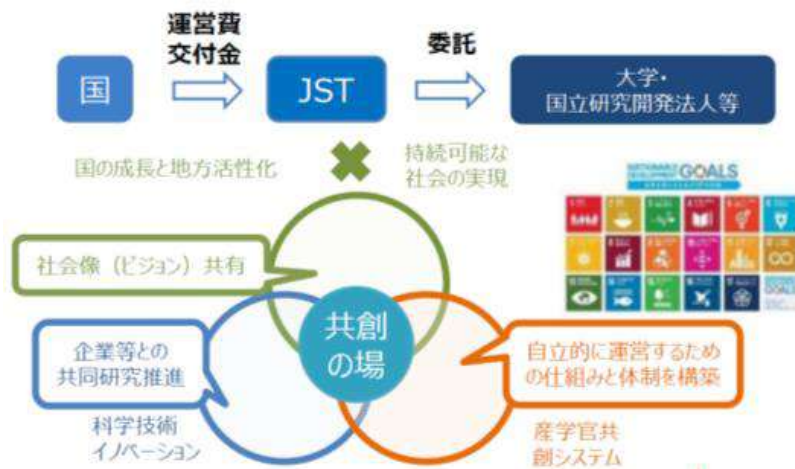 運営費
交付金
委託
国
JST
大学・
国立研究開発法人等
国の成長と地方活性化
持続可能な
社会の実現
GOALS
社会像（ビジョン）共有
共創
の場
企業等との
共同研究推進
自立的に運営するため
の仕組みと体制を構築
科学技術
イノベーション
産学官共
創システム